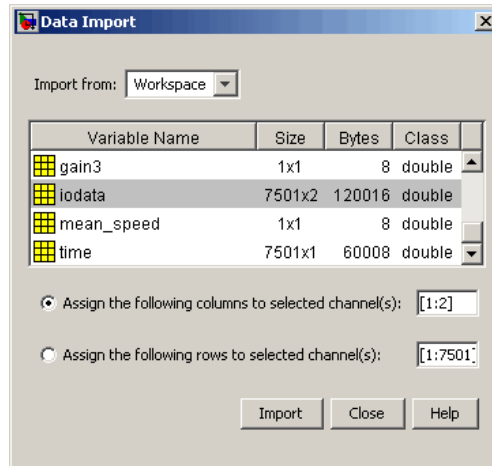 Data Import
Import from: Workspace
Variable Name Size Bytes Class
gain3 1x1 8 double
iodata 7501x2 120016 double
mean_speed 1x1 8 double
time 7501x1 60008 double
Assign the following columns to selected channel(s): [1:2]
Assign the following rows to selected channel(s): [1:7501]
Import Close Help